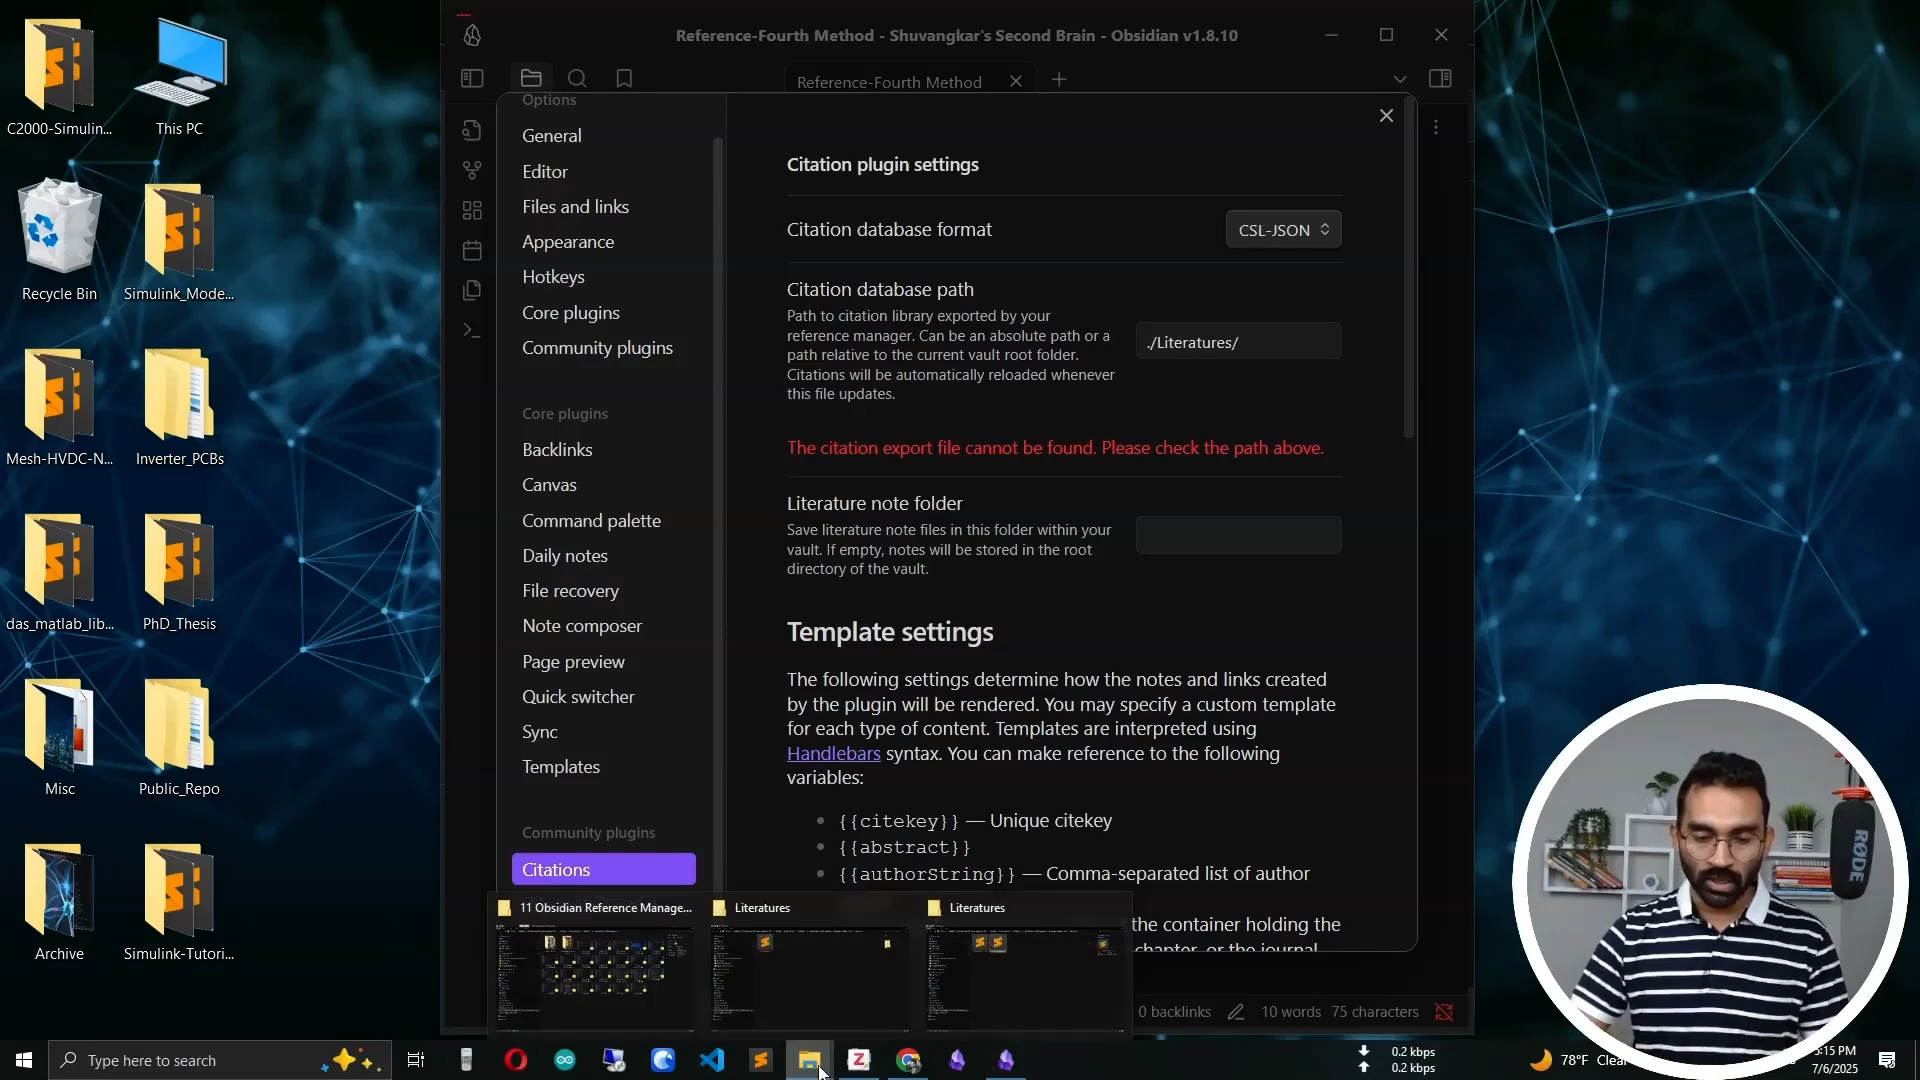 C2000-Simulin...
This PC
Recycle Bin
Simulink_Mode...
Mesh-HVDC-N...
Inverter_PCBs
das_matlab_lib...
PhD_Thesis
Misc
Public_Repo
Archive
Simulink-Tutori...
Reference-Fourth Method - Shuvangkar's Second Brain - Obsidian v1.8.10
Reference-Fourth Method
Options
General
Editor
Files and links
Appearance
Hotkeys
Core plugins
Community plugins
Core plugins
Backlinks
Canvas
Command palette
Daily notes
File recovery
Note composer
Page preview
Quick switcher
Sync
Templates
Community plugins
Citations
Citation plugin settings
Citation database format
CSL-JSON
Citation database path
Path to citation library exported by your
reference manager. Can be an absolute path or a
path relative to the current vault root folder.
Citations will be automatically reloaded whenever
this file updates.
./Literatures/
The citation export file cannot be found. Please check the path above.
Literature note folder
Save literature note files in this folder within your
vault. If empty, notes will be stored in the root
directory of the vault.
Template settings
The following settings determine how the notes and links created
by the plugin will be rendered. You may specify a custom template
for each type of content. Templates are interpreted using
Handlebars syntax. You can make reference to the following
variables:
{{citekey}} — Unique citekey
{{abstract}}
{{authorString}} — Comma-separated list of author
the container holding the
chapter, or the journal
11 Obsidian Reference Manage...
Literatures
Literatures
0 backlinks
10 words
75 characters
RØDE
Type here to search
0.2 kbps
0.2 kbps
78°F
5:15 PM
7/6/2025